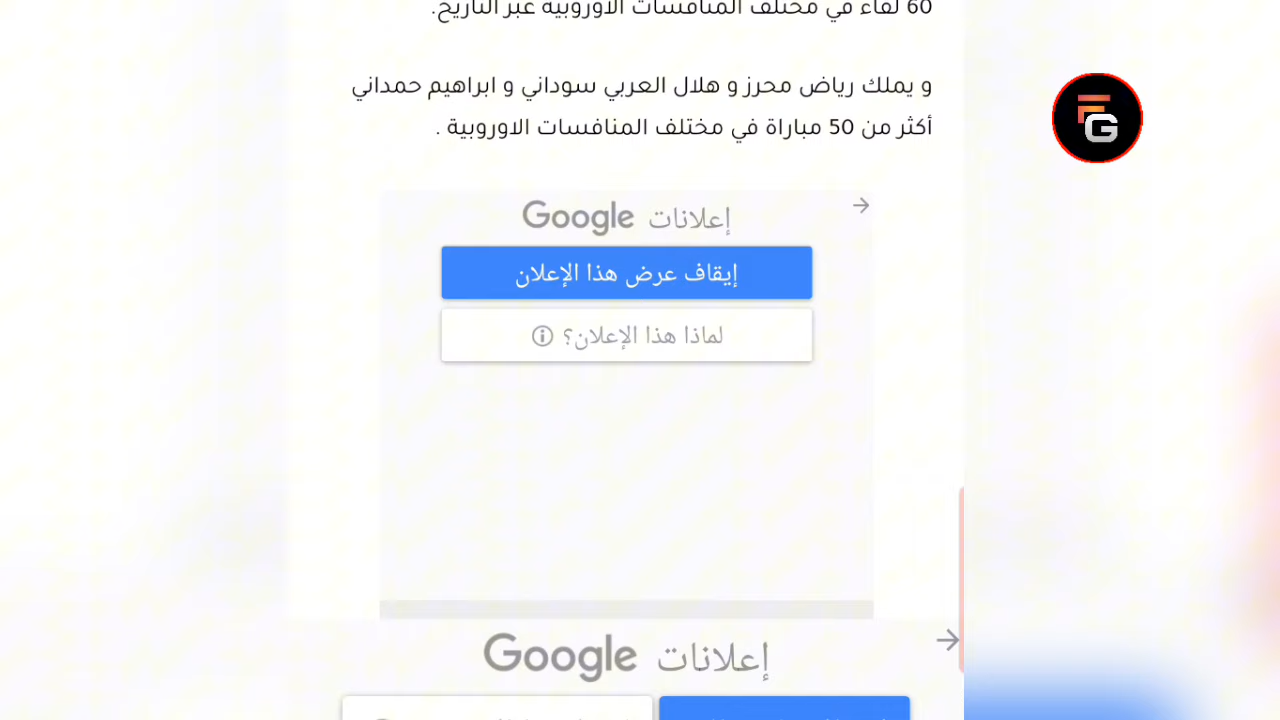 60 لقاء في مختلف المنافسات الاوروبية عبر التاريخ.
و يملك رياض محرز و هلال العربي سوداني و ابراهيم حمداني
أكثر من 50 مباراة في مختلف المنافسات الاوروبية .
FG
إعلانات Google
إيقاف عرض هذا الإعلان
لماذا هذا الإعلان؟
إعلانات Google